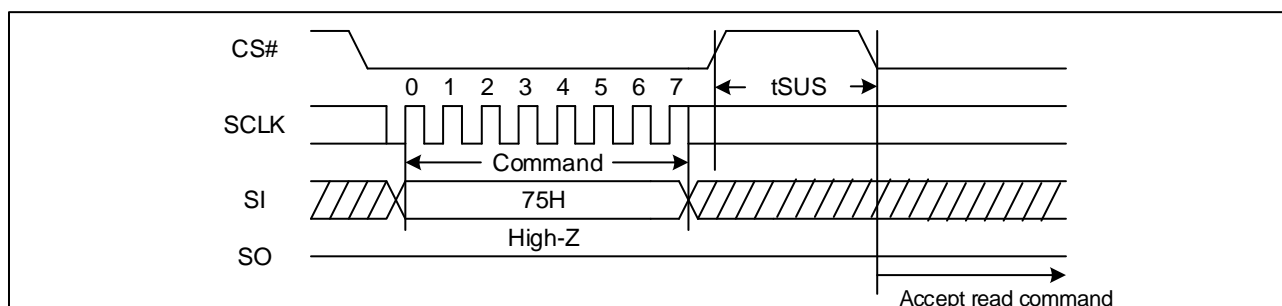 CS#
0 1 2 3 4 5 6 7
tSUS
SCLK
Command
SI
75H
High-Z
SO
Accept read command